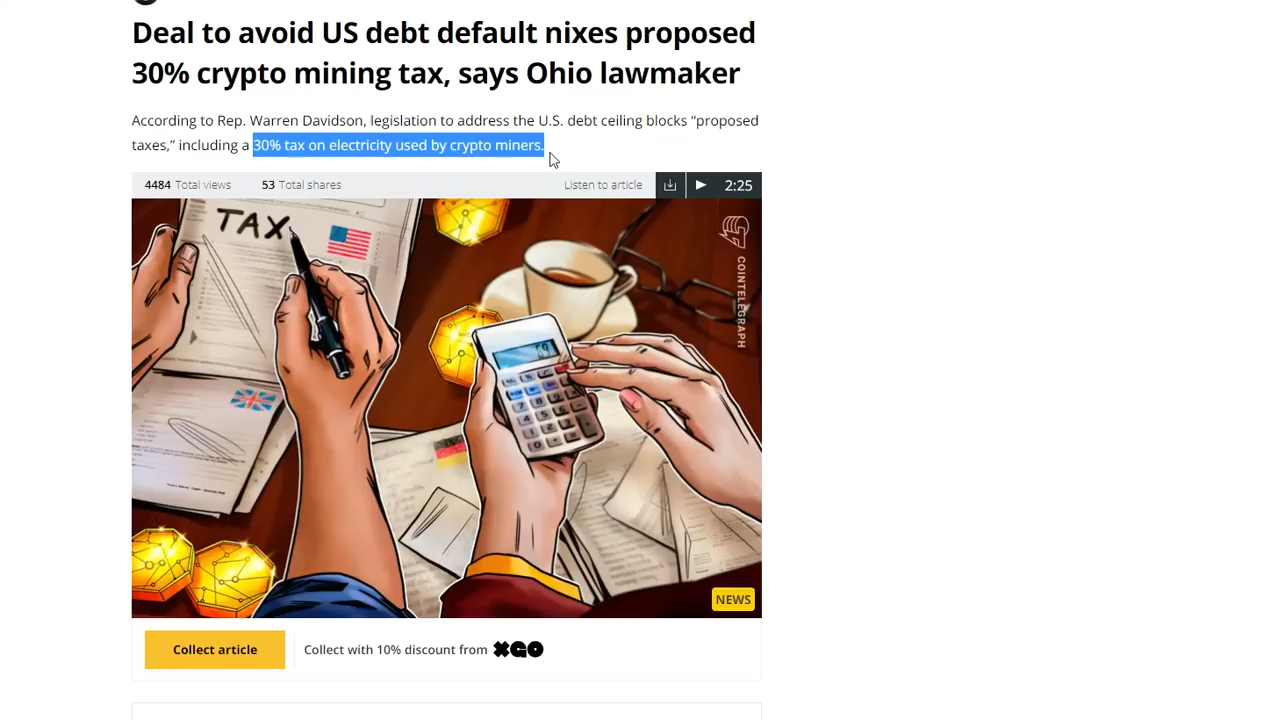 Deal to avoid US debt default nixes proposed
30% crypto mining tax, says Ohio lawmaker
According to Rep. Warren Davidson, legislation to address the U.S. debt ceiling blocks “proposed
taxes,” including a 30% tax on electricity used by crypto miners.
4484 Total views 53 Total shares Listen to article 2:25
TAX
COINTELEGRAPH
NEWS
Collect article Collect with 10% discount from XGO